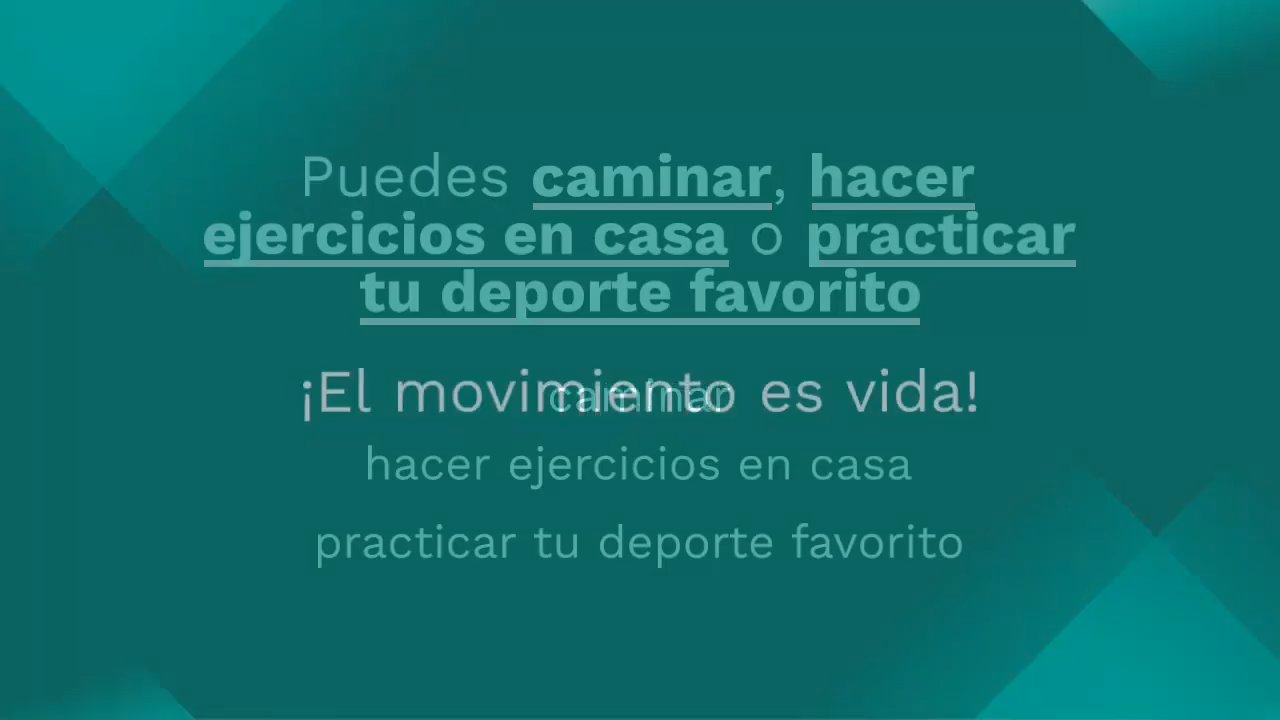 Puedes caminar, hacer
ejercicios en casa o practicar
tu deporte favorito
¡El movimiento es vida!
caminar
hacer ejercicios en casa
practicar tu deporte favorito